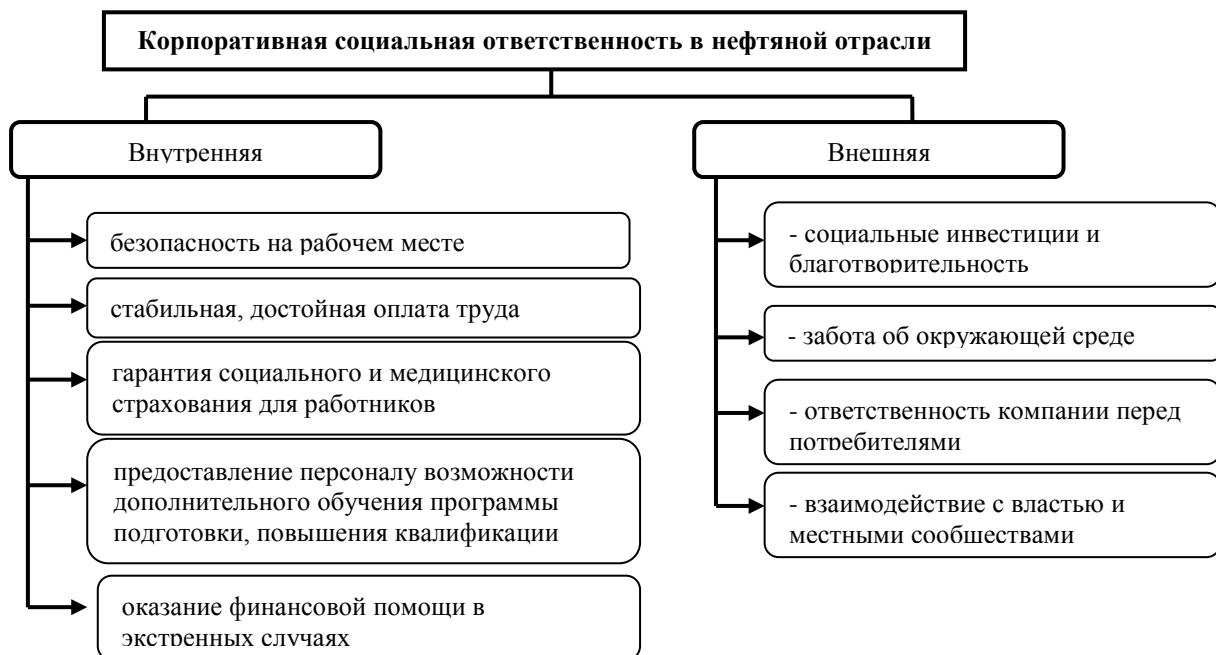 Корпоративная социальная ответственность в нефтяной отрасли
Внутренняя
безопасность на рабочем месте
стабильная, достойная оплата труда
гарантия социального и медицинского
страхования для работников
предоставление персоналу возможности
дополнительного обучения программы
подготовки, повышения квалификации
оказание финансовой помощи в
экстренных случаях
Внешняя
- социальные инвестиции и
благотворительность
- забота об окружающей среде
- ответственность компании перед
потребителями
- взаимодействие с властью и
местными сообществами